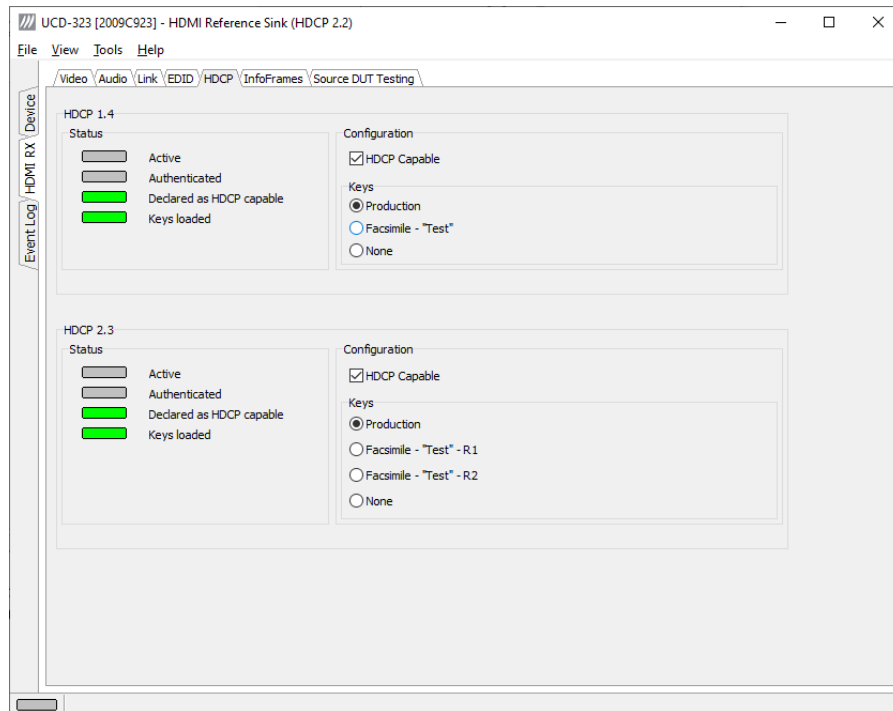 UCD-323 [2009C923] - HDMI Reference Sink (HDCP 2.2)
File View Tools Help
Device
HDMI RX
Event Log
Video Audio Link EDID HDCP InfoFrames Source DUT Testing
HDCP 1.4
Status
Active
Authenticated
Declared as HDCP capable
Keys loaded
Configuration
HDCP Capable
Keys
Production
Facsimile - "Test"
None
HDCP 2.3
Status
Active
Authenticated
Declared as HDCP capable
Keys loaded
Configuration
HDCP Capable
Keys
Production
Facsimile - "Test" - R1
Facsimile - "Test" - R2
None